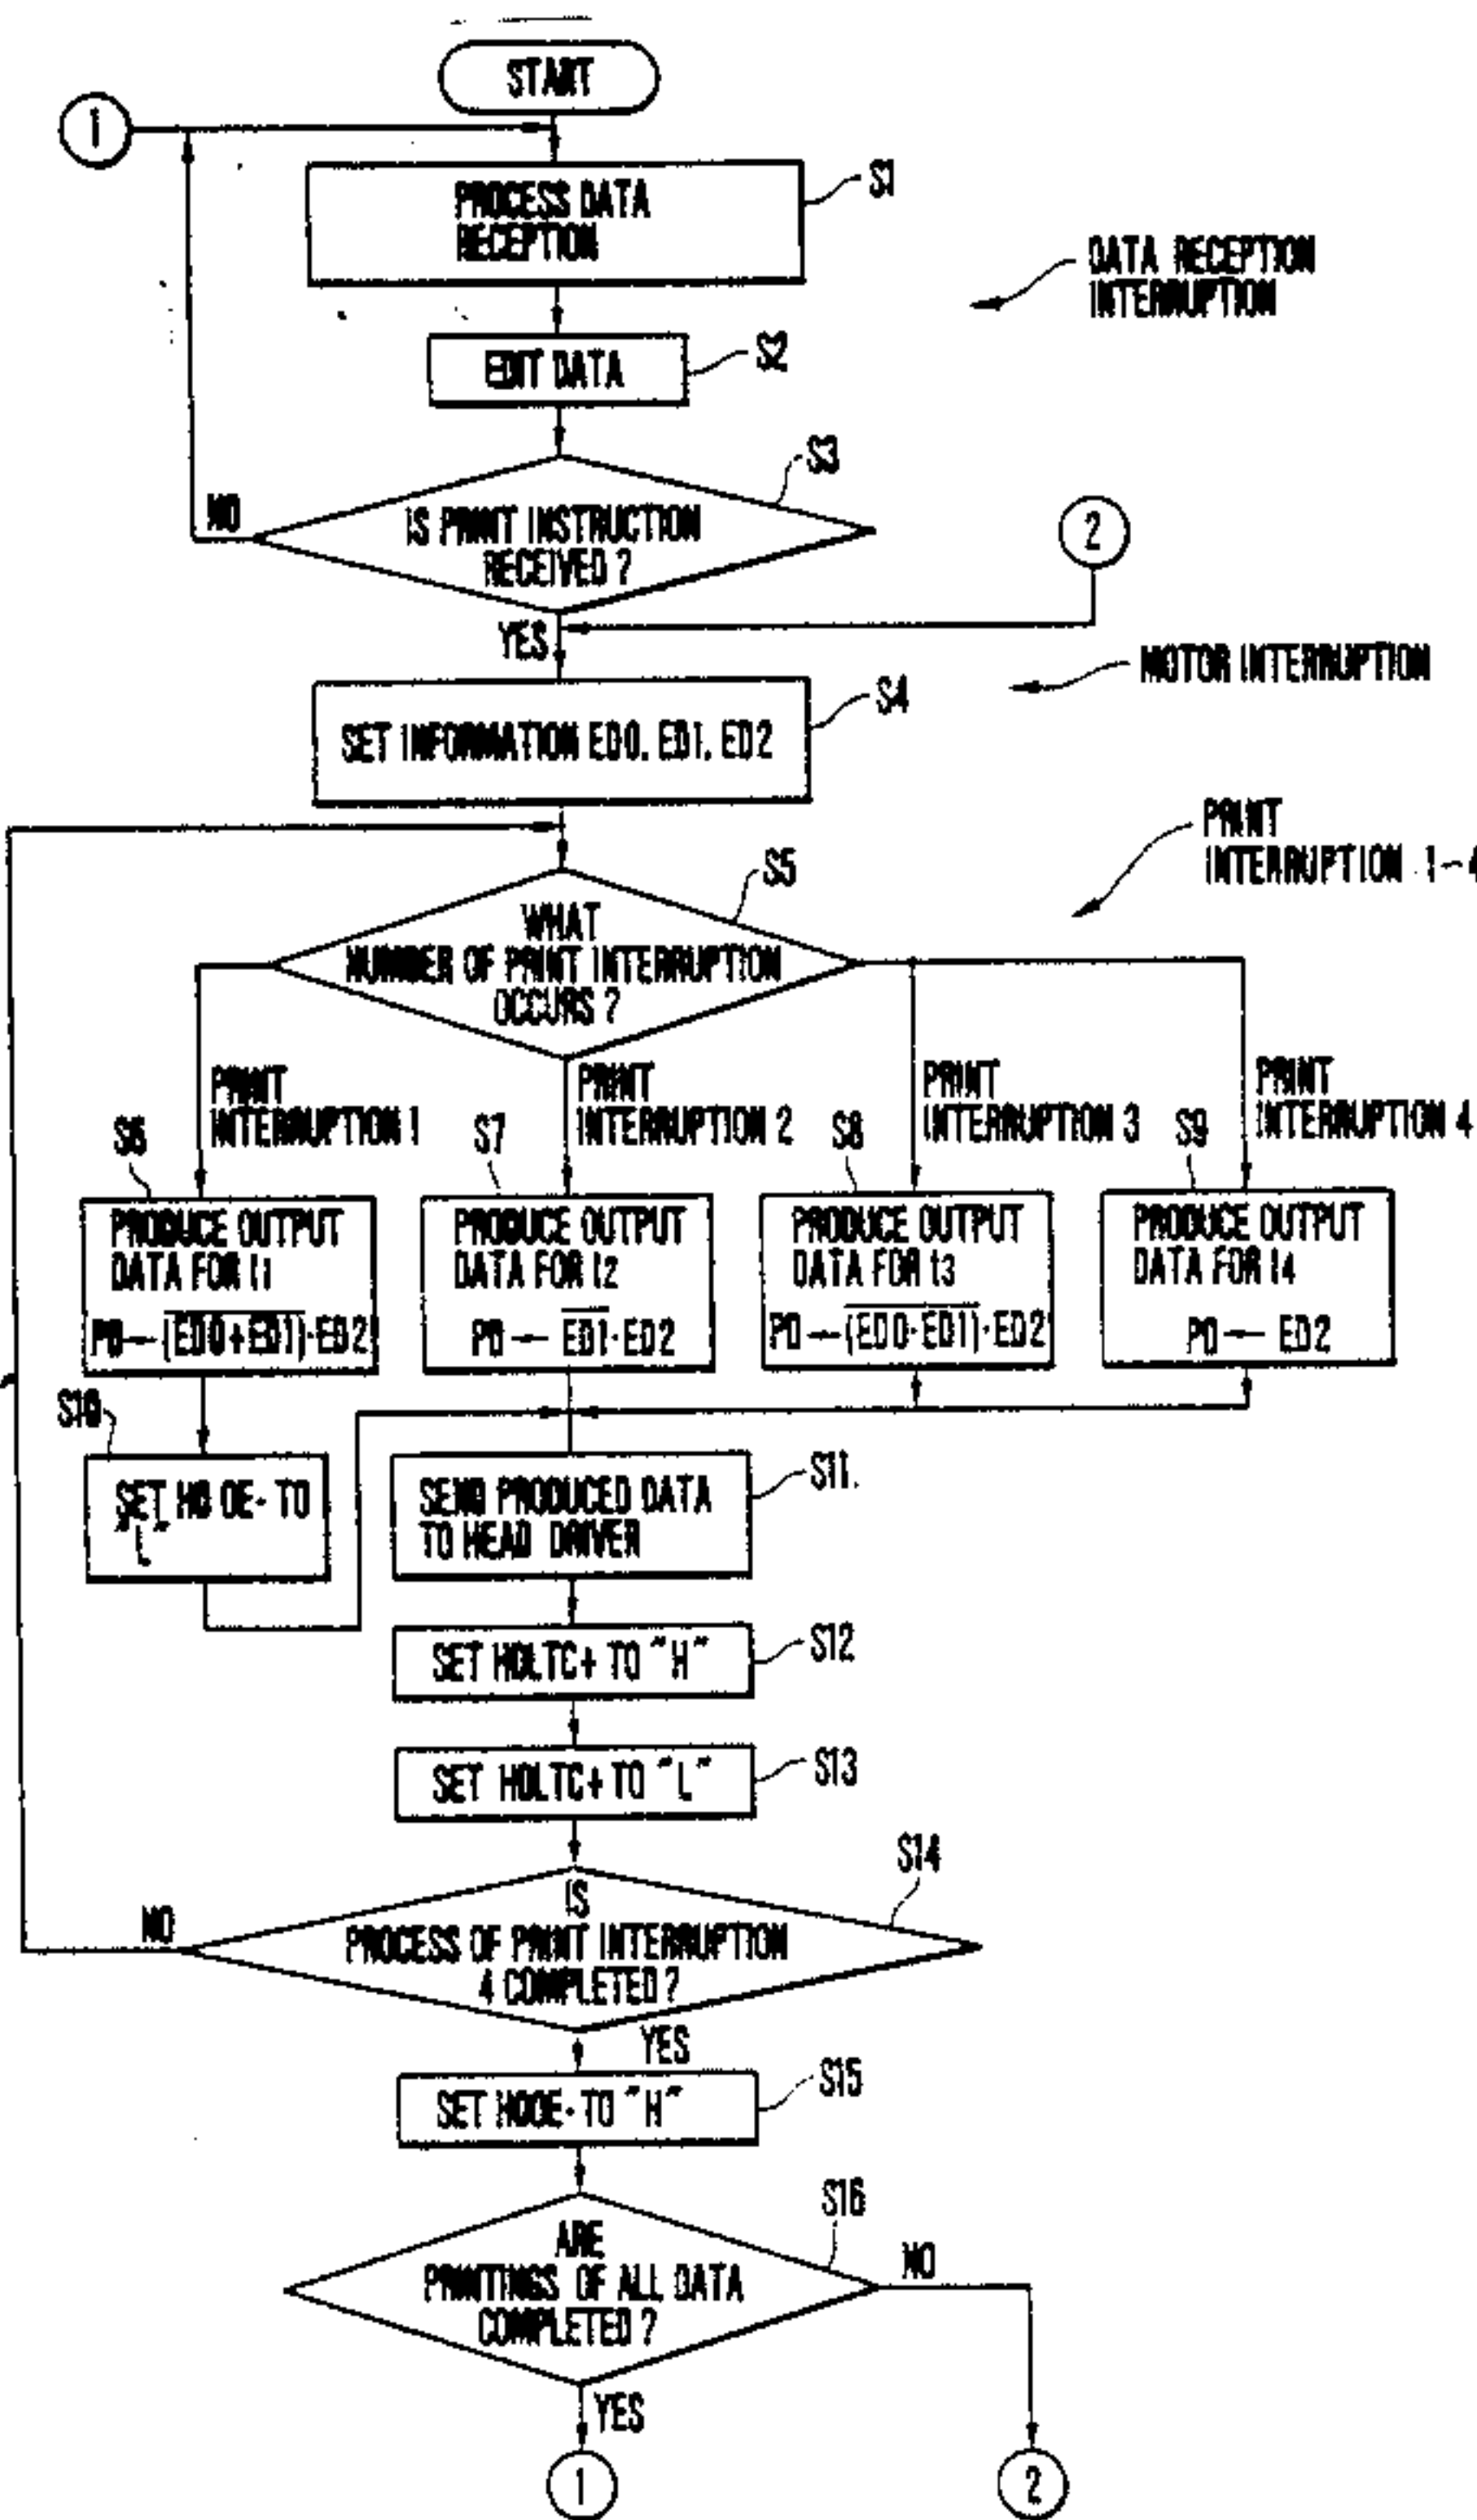 START
1
PROCESS DATA
RECEPTION
S1
DATA RECEPTION
INTERRUPTION
EDIT DATA
S2
S3
NO
IS PRINT INSTRUCTION
RECEIVED ?
2
YES
MOTOR INTERRUPTION
S4
SET INFORMATION ED0, ED1, ED2
PRINT
INTERRUPTION 1~4
S5
WHAT
NUMBER OF PRINT INTERRUPTION
OCCURS ?
PRINT
INTERRUPTION 1
PRINT
INTERRUPTION 2
PRINT
INTERRUPTION 3
PRINT
INTERRUPTION 4
S6
S7
S8
S9
PRODUCE OUTPUT
DATA FOR t1
PD ← (E̅D̅0̅+̅E̅D̅1̅)·ED2
PRODUCE OUTPUT
DATA FOR t2
PD ← E̅D̅1̅·ED2
PRODUCE OUTPUT
DATA FOR t3
PD ← (E̅D̅0̅·̅E̅D̅1̅)·ED2
PRODUCE OUTPUT
DATA FOR t4
PD ← ED2
S10
SET HD OE- TO
"L"
S11.
SEND PRODUCED DATA
TO HEAD DRIVER
S12
SET HDLTC+ TO "H"
S13
SET HDLTC+ TO "L"
S14
NO
IS
PROCESS OF PRINT INTERRUPTION
4 COMPLETED ?
YES
S15
SET HDOE- TO "H"
S16
ARE
PRINTINGS OF ALL DATA
COMPLETED ?
NO
YES
1
2